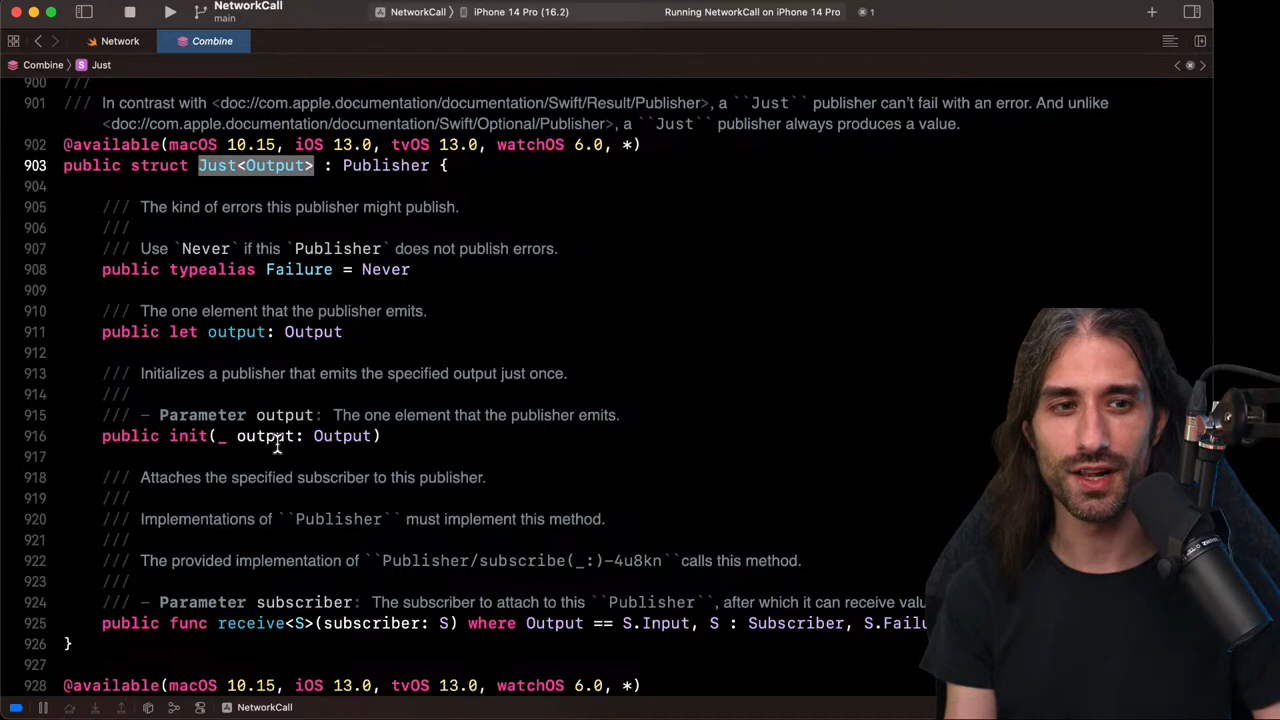 NetworkCall
main
NetworkCall 〉 iPhone 14 Pro (16.2)
Running NetworkCall on iPhone 14 Pro
1
Network
Combine
Combine 〉 S Just
900 ///
901 /// In contrast with <doc://com.apple.documentation/documentation/Swift/Result/Publisher>, a ``Just`` publisher can't fail with an error. And unlike
<doc://com.apple.documentation/documentation/Swift/Optional/Publisher>, a ``Just`` publisher always produces a value.
902 @available(macOS 10.15, iOS 13.0, tvOS 13.0, watchOS 6.0, *)
903 public struct Just<Output> : Publisher {
904
905 /// The kind of errors this publisher might publish.
906 ///
907 /// Use `Never` if this `Publisher` does not publish errors.
908 public typealias Failure = Never
909
910 /// The one element that the publisher emits.
911 public let output: Output
912
913 /// Initializes a publisher that emits the specified output just once.
914 ///
915 /// - Parameter output: The one element that the publisher emits.
916 public init(_ output: Output)
917
918 /// Attaches the specified subscriber to this publisher.
919 ///
920 /// Implementations of ``Publisher`` must implement this method.
921 ///
922 /// The provided implementation of ``Publisher/subscribe(_:)-4u8kn``calls this method.
923 ///
924 /// - Parameter subscriber: The subscriber to attach to this ``Publisher``, after which it can receive valu
925 public func receive<S>(subscriber: S) where Output == S.Input, S : Subscriber, S.Failu
926 }
927
928 @available(macOS 10.15, iOS 13.0, tvOS 13.0, watchOS 6.0, *)
NetworkCall